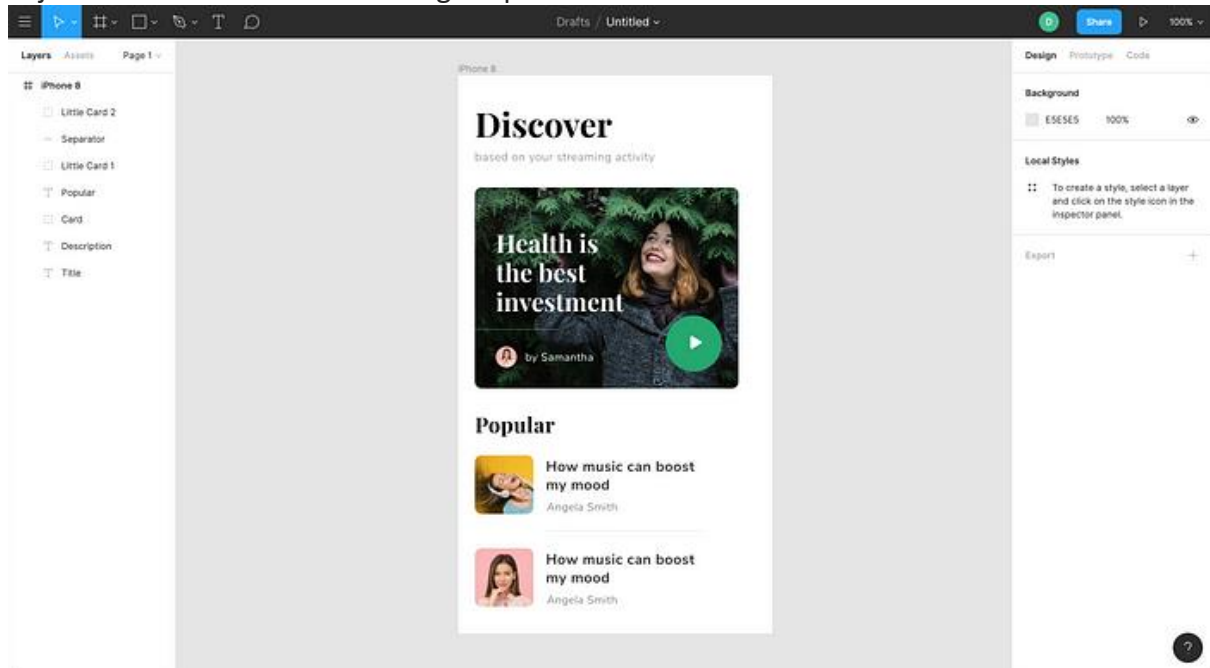 Drafts / Untitled
D
Share
100%
Layers Assets Page 1
iPhone 8
Little Card 2
Separator
Little Card 1
Popular
Card
Description
Title
iPhone 8
Discover
based on your streaming activity
Health is
the best
investment
by Samantha
Popular
How music can boost
my mood
Angela Smith
How music can boost
my mood
Angela Smith
Design Prototype Code
Background
E5E5E5 100%
Local Styles
To create a style, select a layer
and click on the style icon in the
inspector panel.
Export
?